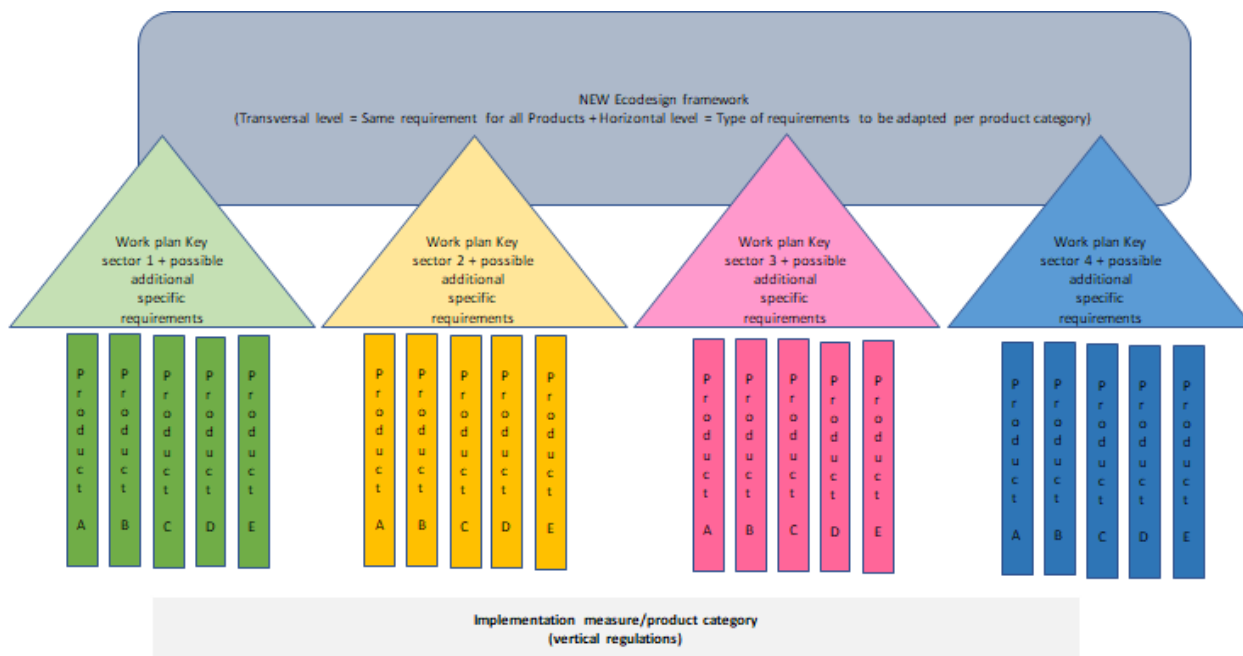 NEW Ecodesign framework
(Transversal level = Same requirement for all Products + Horizontal level = Type of requirements to be adapted per product category)
Work plan Key
sector 1 + possible
additional
specific
requirements
Work plan Key
sector 2 + possible
additional
specific
requirements
Work plan Key
sector 3 + possible
additional
specific
requirements
Work plan Key
sector 4 + possible
additional
specific
requirements
Product A
Product B
Product C
Product D
Product E
Product A
Product B
Product C
Product D
Product E
Product A
Product B
Product C
Product D
Product E
Product A
Product B
Product C
Product D
Product E
Implementation measure/product category
(vertical regulations)